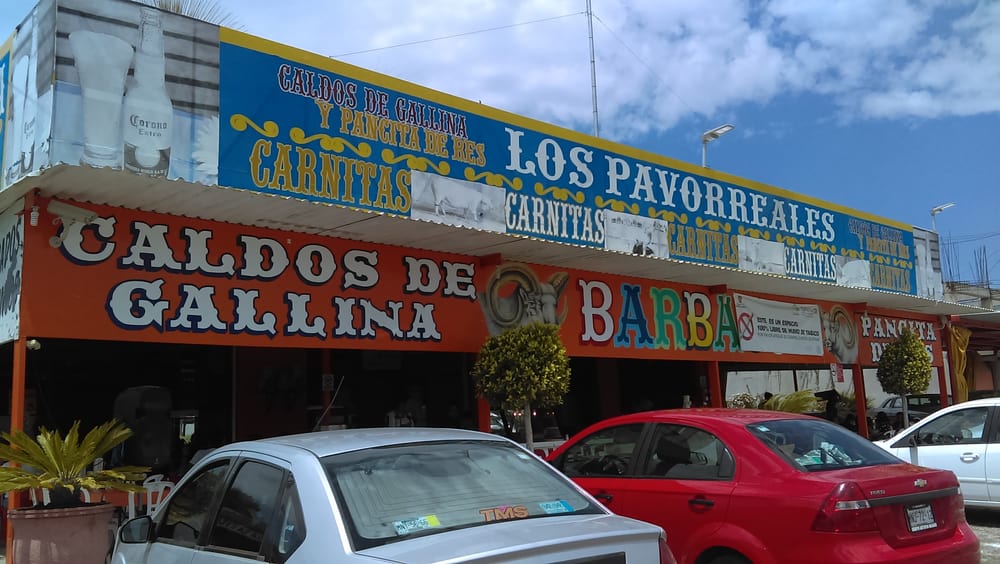 Corona
Extra
CALDOS DE GALLINA
Y PANCITA DE RES
CARNITAS
LOS PAVORREALES
CARNITAS
CARNITAS
CARNITAS
CARNITAS
CALDOS DE GALLINA
BARBA
ESTE ES UN ESPACIO
100% LIBRE DE HUMO DE TABACO
PANCITA
TMS